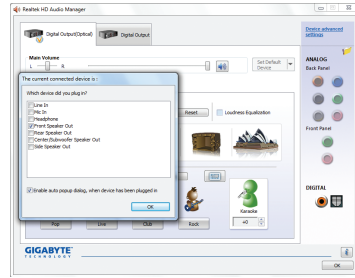 Realtek HD Audio Manager
Digital Output(Optical)
Digital Output
Device advanced
settings
Main Volume
L
R
Set Default
Device
ANALOG
Back Panel
The current connected device is :
Which device did you plug in?
Line In
Mic In
Headphone
Front Speaker Out
Rear Speaker Out
Center/Subwoofer Speaker Out
Side Speaker Out
Reset
Loudness Equalization
Front Panel
Enable auto popup dialog, when device has been plugged in
OK
DIGITAL
Karaoke
Pop
Live
Club
Rock
+0
GIGABYTE
TECHNOLOGY
i
OK